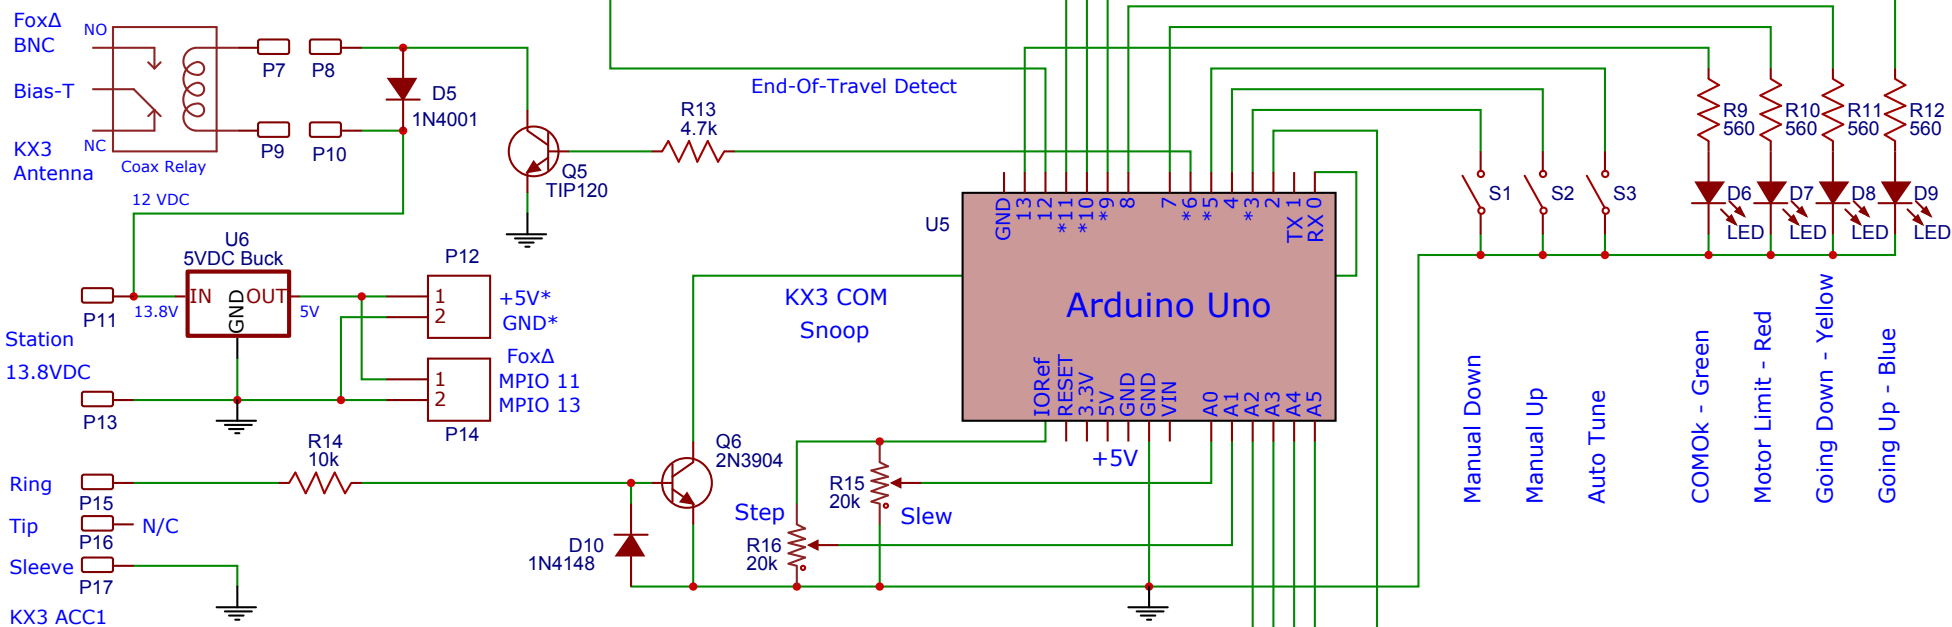 FoxΔ
BNC
NO
Bias-T
KX3
Antenna
NC
Coax Relay
12 VDC
P7
P8
P9
P10
D5
1N4001
End-Of-Travel Detect
R13
4.7k
Q5
TIP120
U6
5VDC Buck
IN
OUT
GND
13.8V
5V
P11
Station
13.8VDC
P13
P12
1
2
+5V*
GND*
FoxΔ
1
2
MPIO 11
MPIO 13
P14
R14
10k
Ring
P15
Tip
P16
N/C
Sleeve
P17
KX3 ACC1
D10
1N4148
Q6
2N3904
KX3 COM
Snoop
U5
GND
13
12
*11
*10
*9
8
7
*6
*5
4
*3
2
TX 1
RX 0
Arduino Uno
IORef
RESET
3.3V
5V
GND
GND
VIN
A0
A1
A2
A3
A4
A5
+5V
R15
20k
Slew
Step
R16
20k
S1
S2
S3
R9
560
R10
560
R11
560
R12
560
D6
LED
D7
LED
D8
LED
D9
LED
Manual Down
Manual Up
Auto Tune
COMOk - Green
Motor Limit - Red
Going Down - Yellow
Going Up - Blue